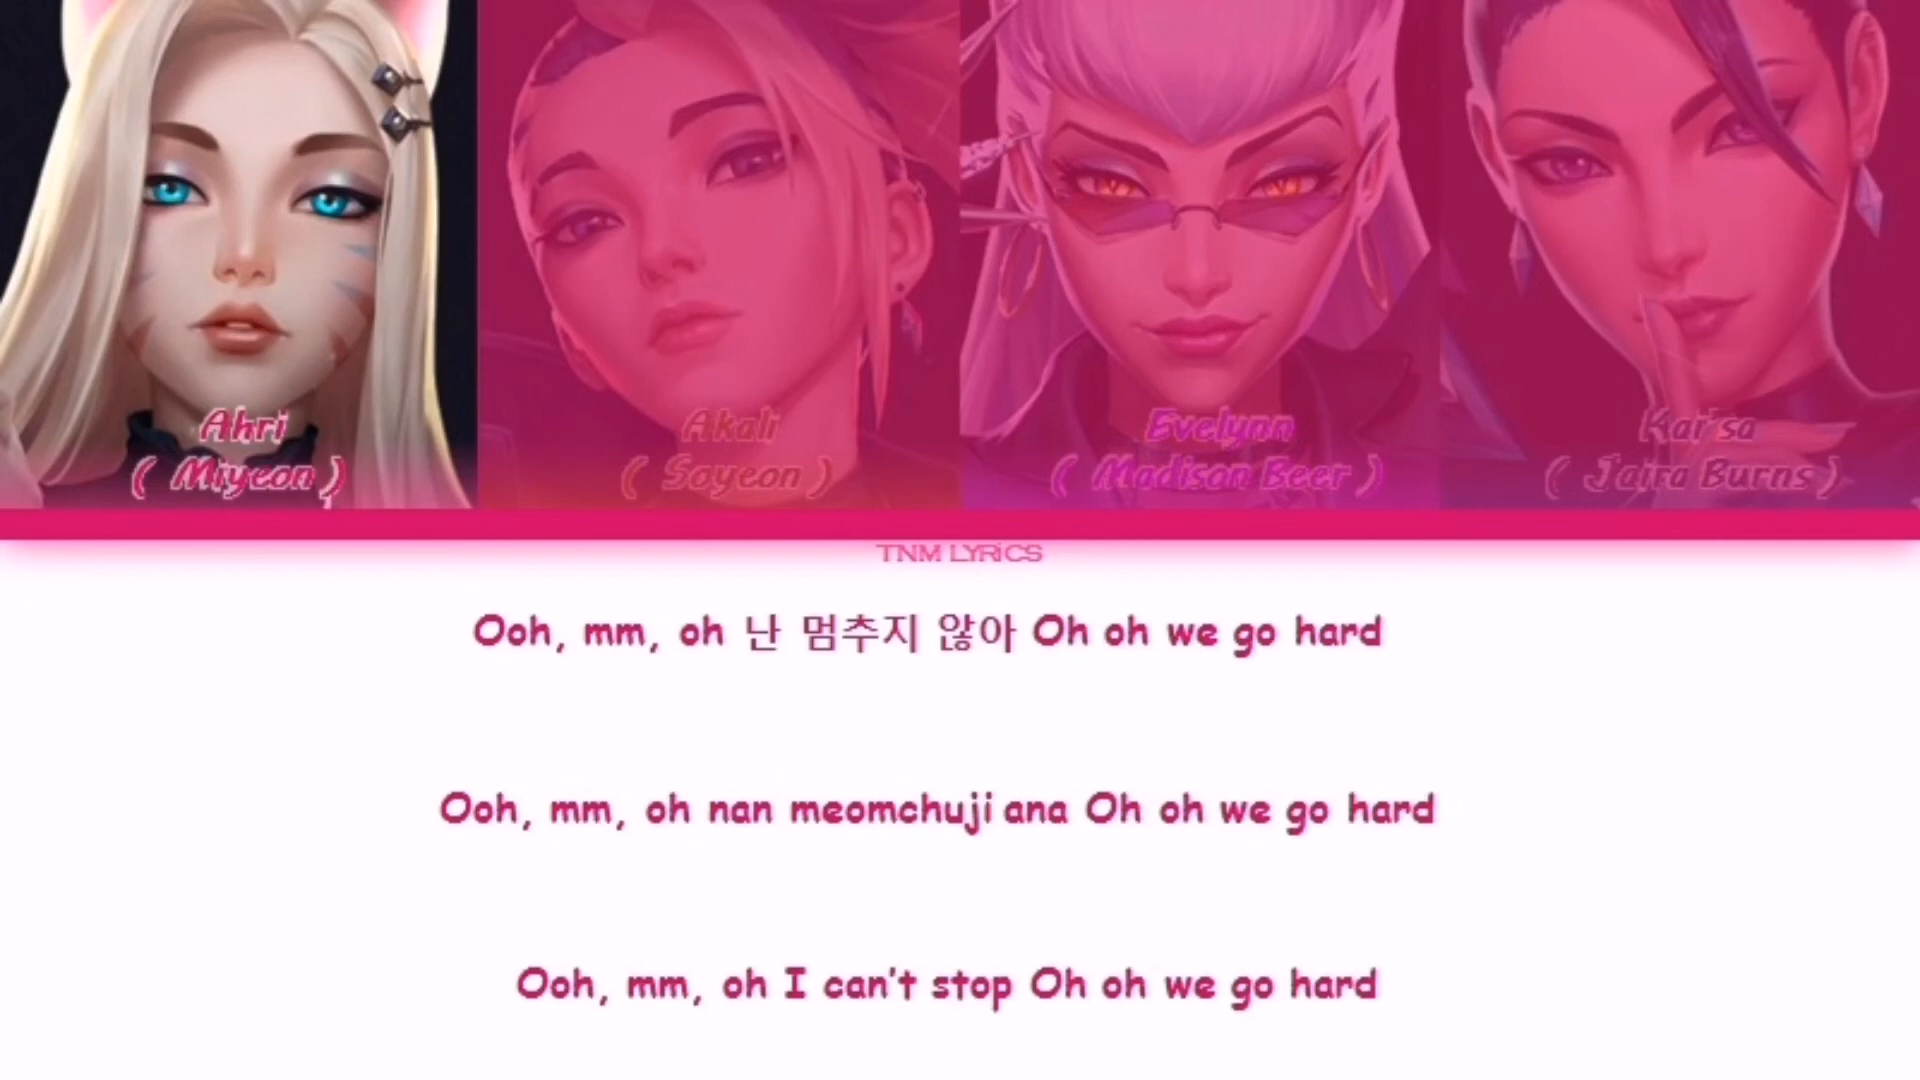 Ahri
( Miyeon )
Akali
( Soyeon )
Evelynn
( Madison Beer )
Kai'sa
( Jaira Burns )
TNM LYRICS
Ooh, mm, oh 난 멈추지 않아 Oh oh we go hard
Ooh, mm, oh nan meomchuji ana Oh oh we go hard
Ooh, mm, oh I can't stop Oh oh we go hard